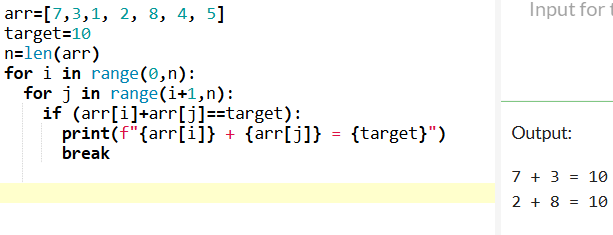 arr=[7,3,1, 2, 8, 4, 5]
target=10
n=len(arr)
for i in range(0,n):
  for j in range(i+1,n):
    if (arr[i]+arr[j]==target):
      print(f"{arr[i]} + {arr[j]} = {target}")
      break
Input for
Output:
7 + 3 = 10
2 + 8 = 10